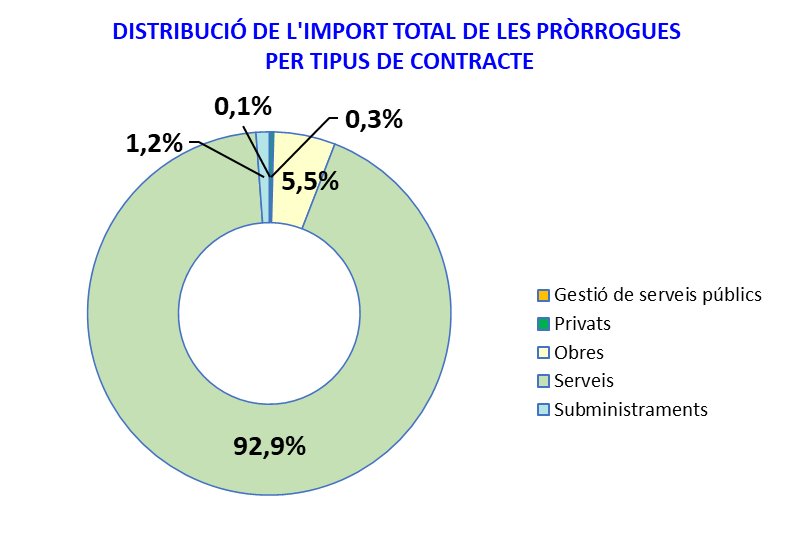 DISTRIBUCIÓ DE L'IMPORT TOTAL DE LES PRÒRROGUES
PER TIPUS DE CONTRACTE
0,1%
0,3%
1,2%
5,5%
92,9%
Gestió de serveis públics
Privats
Obres
Serveis
Subministraments